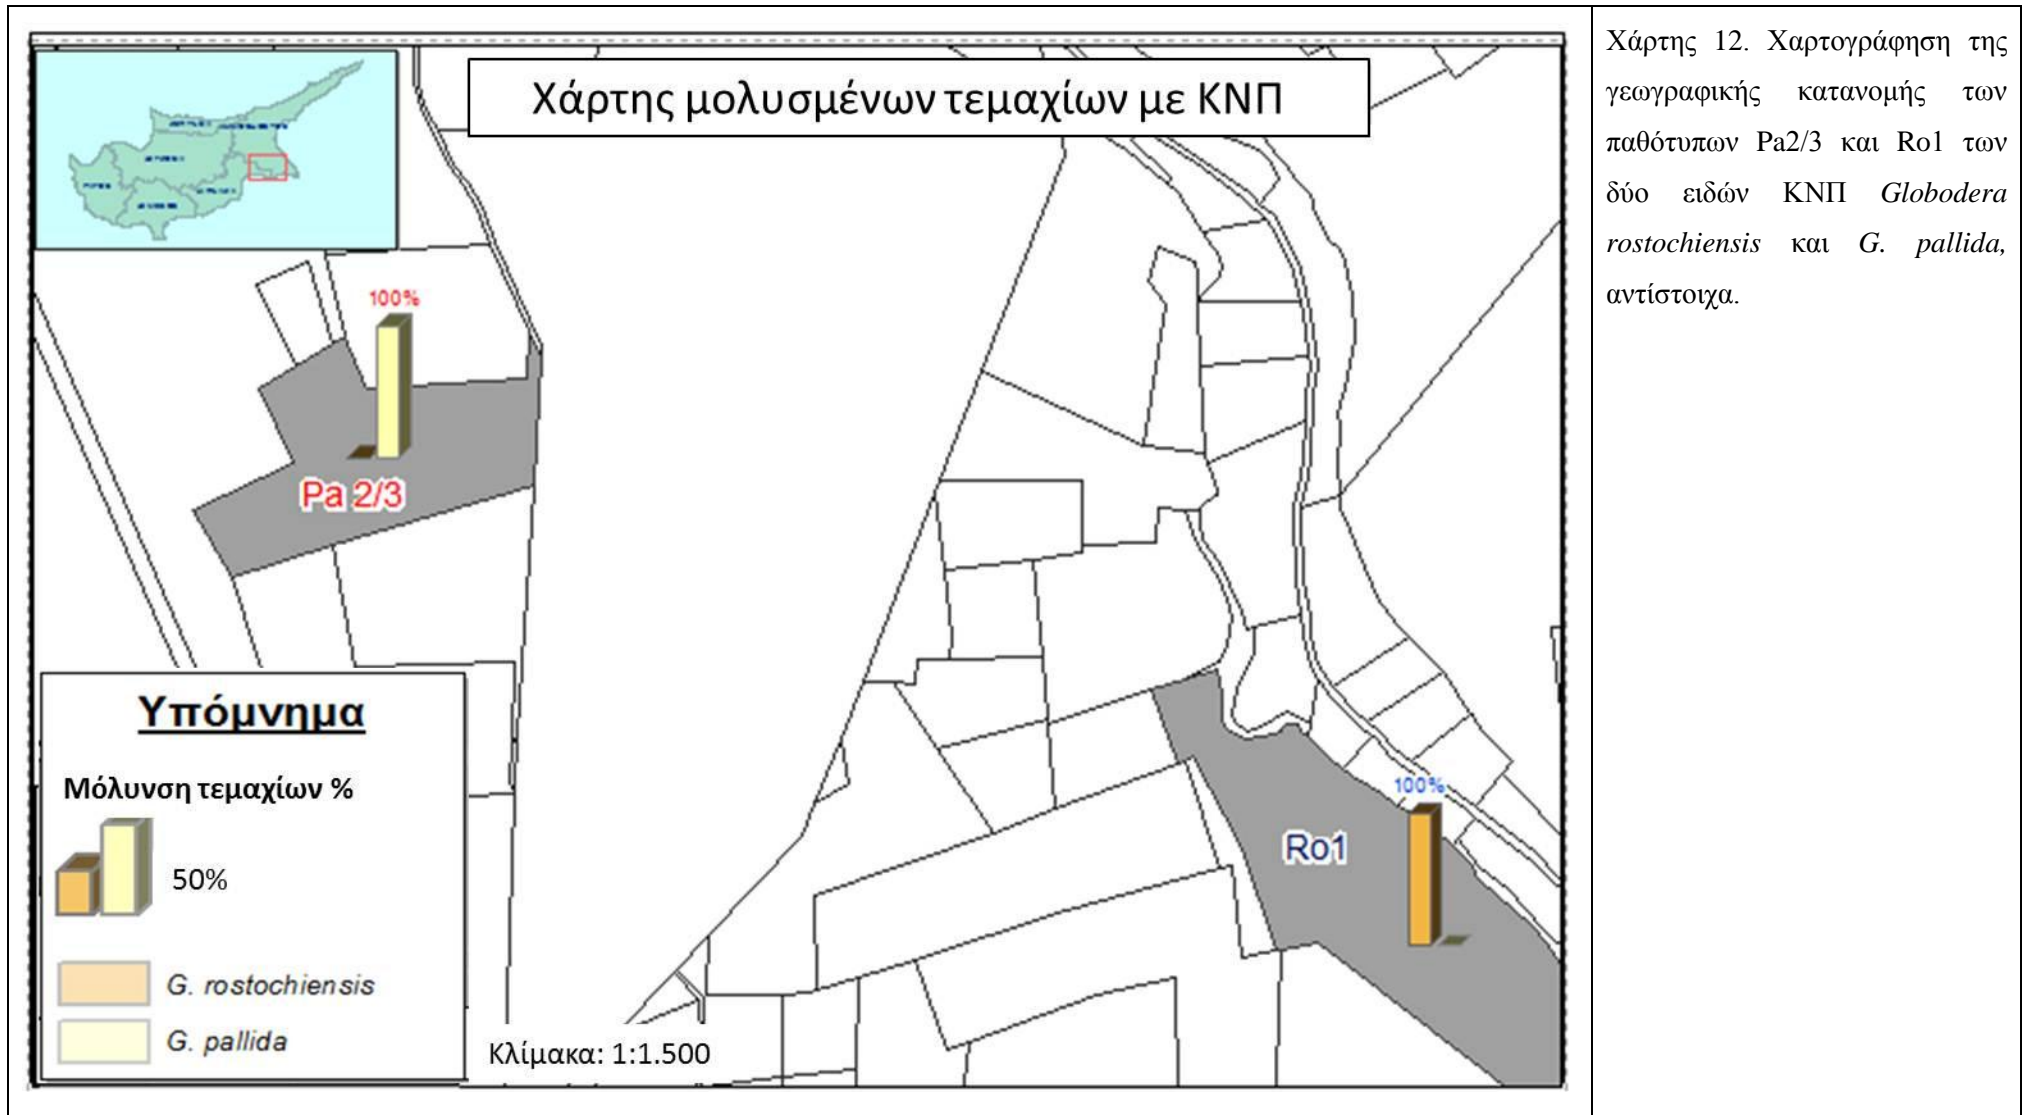 Χάρτης μολυσμένων τεμαχίων με ΚΝΠ
100%
Pa 2/3
Υπόμνημα
Μόλυνση τεμαχίων %
50%
G. rostochiensis
G. pallida
Κλίμακα: 1:1.500
100%
Ro1
Χάρτης 12. Χαρτογράφηση της
γεωγραφικής κατανομής των
παθότυπων Pa2/3 και Ro1 των
δύο ειδών ΚΝΠ Globodera
rostochiensis και G. pallida,
αντίστοιχα.